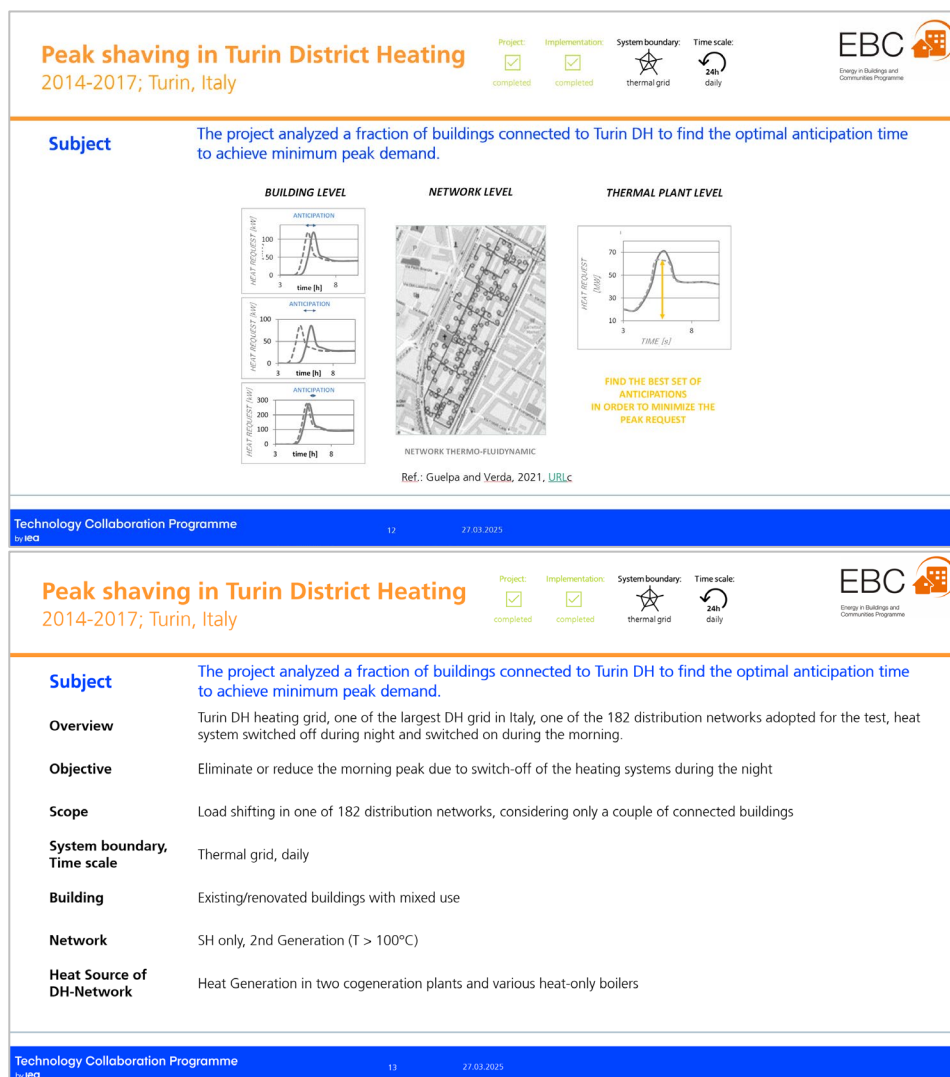 Peak shaving in Turin District Heating
2014-2017; Turin, Italy
Project:
completed
Implementation:
completed
System boundary:
thermal grid
Time scale:
24h
daily
EBC
Energy in Buildings and
Communities Programme
Subject
The project analyzed a fraction of buildings connected to Turin DH to find the optimal anticipation time
to achieve minimum peak demand.
BUILDING LEVEL
NETWORK LEVEL
THERMAL PLANT LEVEL
ANTICIPATION
HEAT REQUEST [kW]
100
50
0
3
time [h]
8
ANTICIPATION
HEAT REQUEST [kW]
100
50
0
3
time [h]
8
ANTICIPATION
HEAT REQUEST [kW]
300
200
100
0
3
time [h]
8
NETWORK THERMO-FLUIDYNAMIC
HEAT REQUEST
[MW]
70
50
30
10
3
8
TIME [s]
FIND THE BEST SET OF
ANTICIPATIONS
IN ORDER TO MINIMIZE THE
PEAK REQUEST
Ref.: Guelpa and Verda, 2021, URLc
Technology Collaboration Programme
by iea
12
27.03.2025
Peak shaving in Turin District Heating
2014-2017; Turin, Italy
Project:
completed
Implementation:
completed
System boundary:
thermal grid
Time scale:
24h
daily
EBC
Energy in Buildings and
Communities Programme
Subject
The project analyzed a fraction of buildings connected to Turin DH to find the optimal anticipation time
to achieve minimum peak demand.
Overview
Turin DH heating grid, one of the largest DH grid in Italy, one of the 182 distribution networks adopted for the test, heat
system switched off during night and switched on during the morning.
Objective
Eliminate or reduce the morning peak due to switch-off of the heating systems during the night
Scope
Load shifting in one of 182 distribution networks, considering only a couple of connected buildings
System boundary,
Time scale
Thermal grid, daily
Building
Existing/renovated buildings with mixed use
Network
SH only, 2nd Generation (T > 100°C)
Heat Source of
DH-Network
Heat Generation in two cogeneration plants and various heat-only boilers
Technology Collaboration Programme
by iea
13
27.03.2025